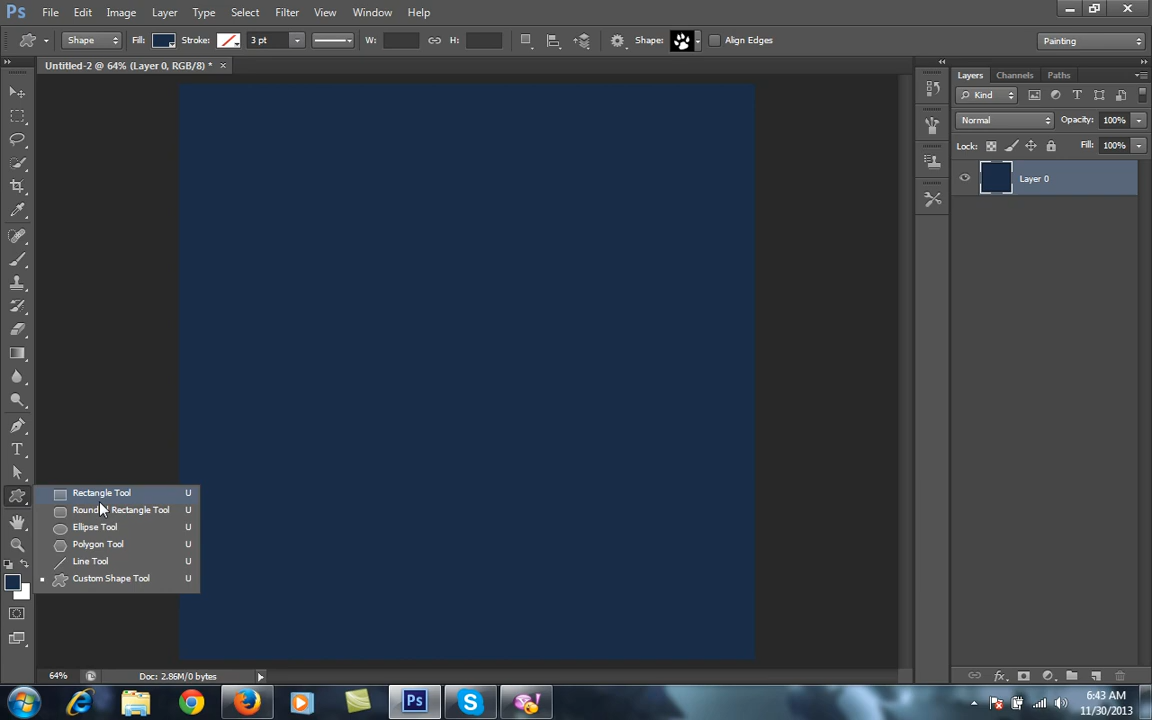 Ps File Edit Image Layer Type Select Filter View Window Help
Shape Fill: Stroke: 3 pt W: H: Shape: Align Edges Painting
Untitled-2 @ 64% (Layer 0, RGB/8) * ×
Layers Channels Paths
Kind
Normal Opacity: 100%
Lock: Fill: 100%
Layer 0
Rectangle Tool U
Rectangle Tool U
Ellipse Tool U
Polygon Tool U
Line Tool U
Custom Shape Tool U
64% Doc: 2.86M/0 bytes
Ps
6:43 AM
11/30/2013